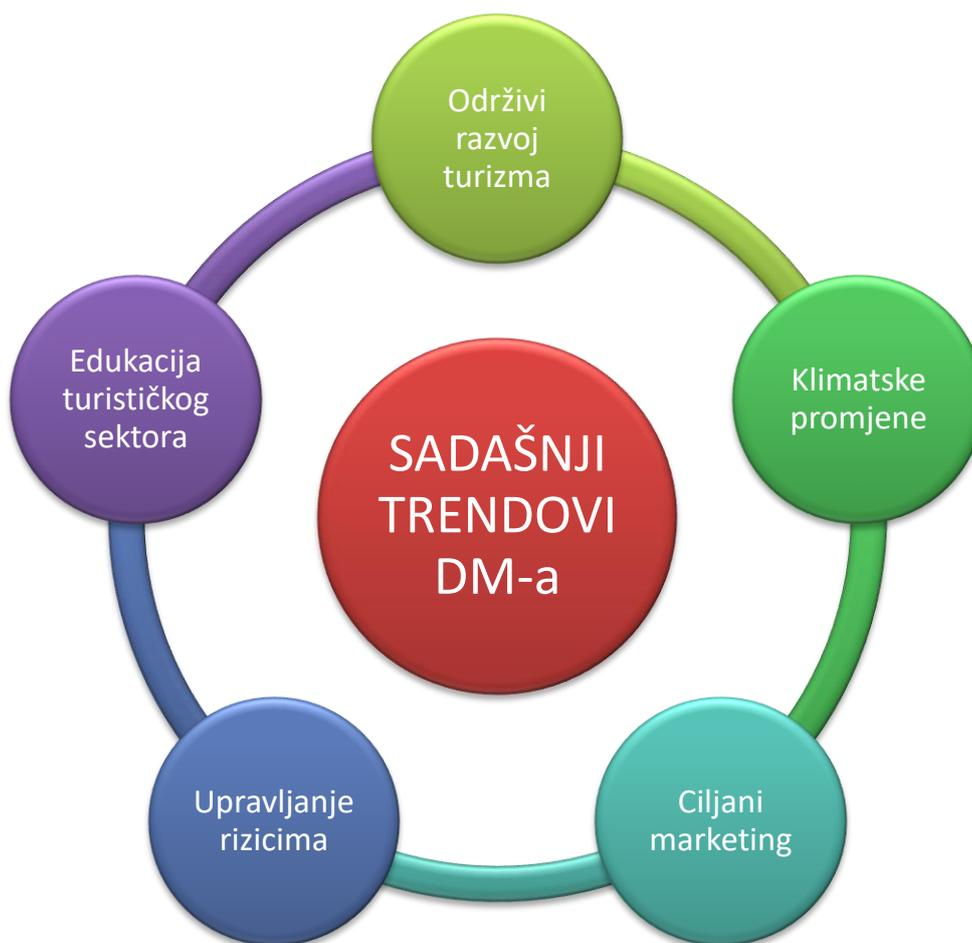 Održivi
razvoj
turizma
Klimatske
promjene
Ciljani
marketing
Upravljanje
rizicima
Edukacija
turističkog
sektora
SADAŠNJI
TRENDOVI
DM-a